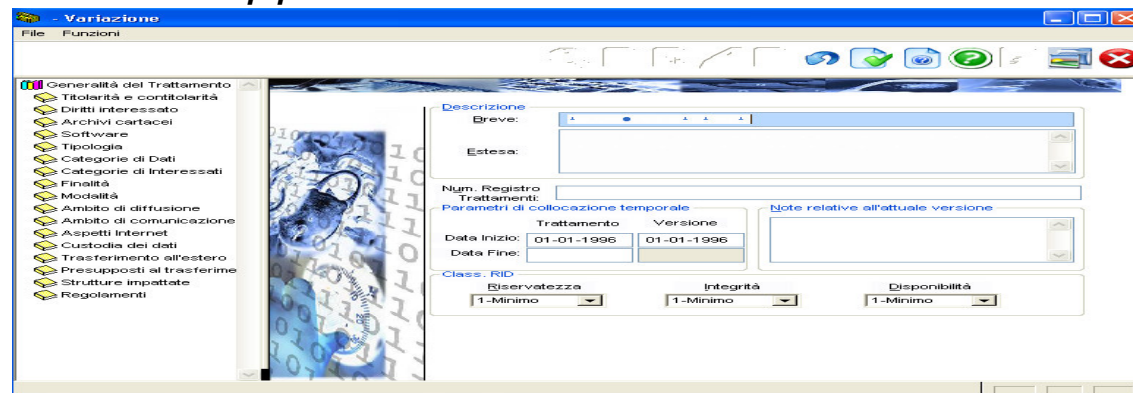 - Variazione
File Funzioni
Generalità del Trattamento
Titolarità e contitolarità
Diritti interessato
Archivi cartacei
Software
Tipologia
Categorie di Dati
Categorie di Interessati
Finalità
Modalità
Ambito di diffusione
Ambito di comunicazione
Aspetti Internet
Custodia dei dati
Trasferimento all'estero
Presupposti al trasferime
Strutture impattate
Regolamenti
Descrizione
Breve:
Estesa:
Num. Registro
Trattamenti:
Parametri di collocazione temporale
Note relative all'attuale versione
Trattamento Versione
Data Inizio: 01-01-1996 01-01-1996
Data Fine:
Class. RID
Riservatezza Integrità Disponibilità
1-Minimo 1-Minimo 1-Minimo